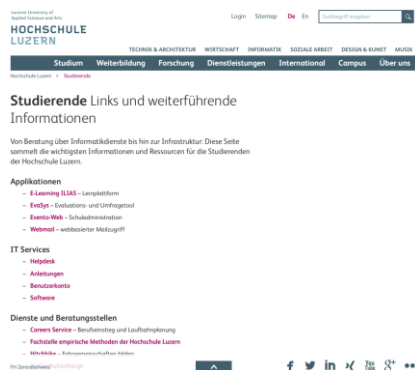 Lucerne University of
Applied Sciences and Arts
HOCHSCHULE
LUZERN
Login Sitemap De En Suchbegriff eingeben
TECHNIK & ARCHITEKTUR WIRTSCHAFT INFORMATIK SOZIALE ARBEIT DESIGN & KUNST MUSIK
Studium Weiterbildung Forschung Dienstleistungen International Campus Über uns
Hochschule Luzern > Studierende
Studierende Links und weiterführende
Informationen
Von Beratung über Informatikdienste bis hin zur Infrastruktur: Diese Seite
sammelt die wichtigsten Informationen und Ressourcen für die Studierenden
der Hochschule Luzern.
Applikationen
– E-Learning ILIAS – Lernplattform
– EvaSys – Evaluations- und Umfragetool
– Evento-Web – Schuladministration
– Webmail – webbasierter Mailzugriff
IT Services
– Helpdesk
– Anleitungen
– Benutzerkonto
– Software
Dienste und Beratungsstellen
– Careers Service – Berufseinstieg und Laufbahnplanung
– Fachstelle empirische Methoden der Hochschule Luzern
– Hitchbike – Fahrgemeinschaften bilden
FH Zentralschweiz